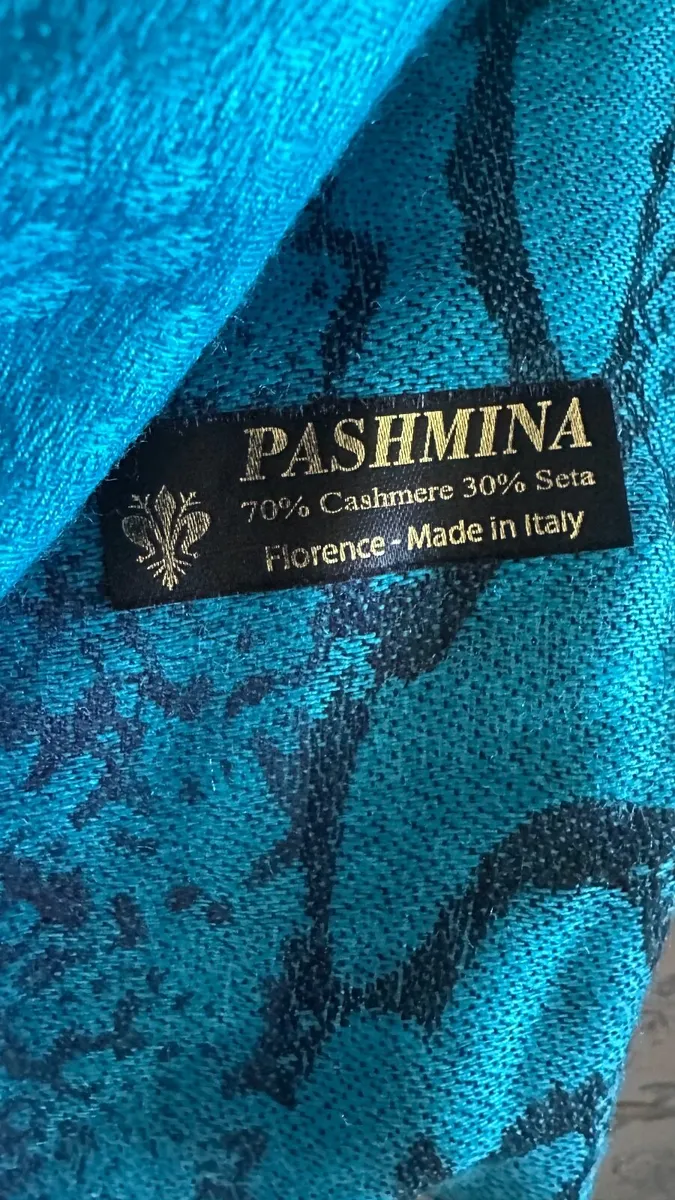 PASHMINA
70% Cashmere 30% Seta
Florence - Made in Italy